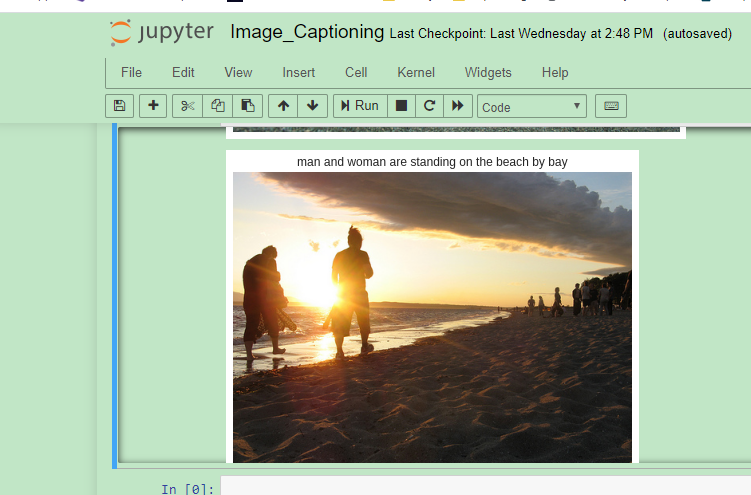 jupyter Image_Captioning Last Checkpoint: Last Wednesday at 2:48 PM (autosaved)
File Edit View Insert Cell Kernel Widgets Help
Run Code
man and woman are standing on the beach by bay
In [0]: